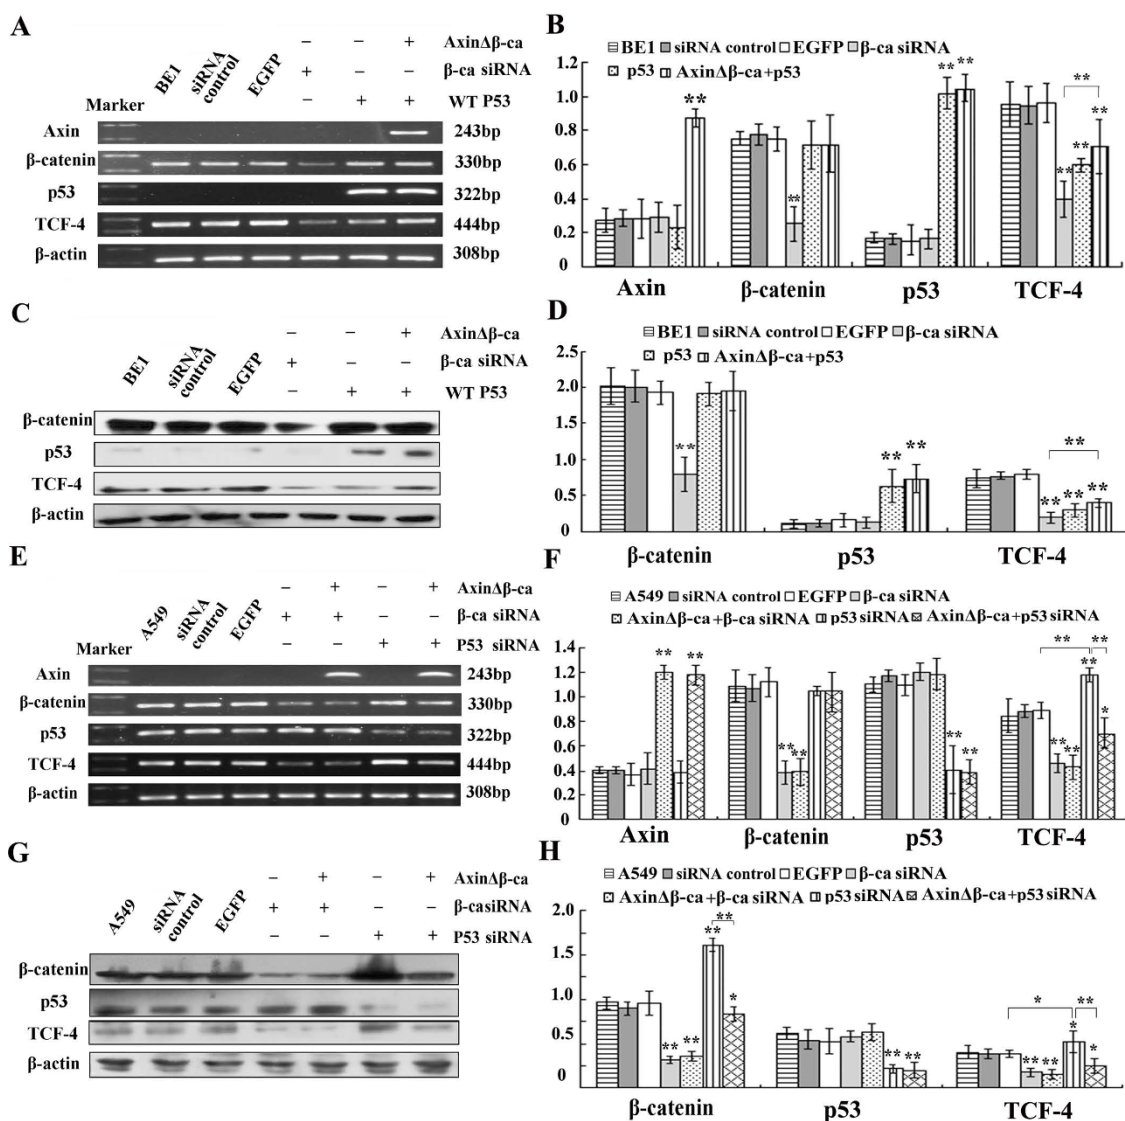 A
– – +
AxinΔβ-ca
+ – –
β-ca siRNA
– + +
WT P53
BE1
siRNA control
EGFP
Marker
Axin
243bp
β-catenin
330bp
p53
322bp
TCF-4
444bp
β-actin
308bp
B
BE1 siRNA control EGFP β-ca siRNA
p53 AxinΔβ-ca+p53
1.2
1.0
0.8
0.6
0.4
0.2
0
**
**
** **
**
** ** **
Axin β-catenin p53 TCF-4
C
– – +
AxinΔβ-ca
+ – –
β-ca siRNA
– + +
WT P53
BE1
siRNA control
EGFP
β-catenin
p53
TCF-4
β-actin
D
BE1 siRNA control EGFP β-ca siRNA
p53 AxinΔβ-ca+p53
2.5
2.0
1.5
1.0
0.5
0
**
** **
**
** ** **
β-catenin p53 TCF-4
E
– + – +
AxinΔβ-ca
+ + – –
β-ca siRNA
– – + +
P53 siRNA
A549
siRNA control
EGFP
Marker
Axin
243bp
β-catenin
330bp
p53
322bp
TCF-4
444bp
β-actin
308bp
F
A549 siRNA control EGFP β-ca siRNA
AxinΔβ-ca+β-ca siRNA p53 siRNA AxinΔβ-ca+p53 siRNA
1.4
1.2
1.0
0.8
0.6
0.4
0.2
0
** **
** **
** **
** **
** ** ** *
Axin β-catenin p53 TCF-4
G
– + – +
AxinΔβ-ca
+ + – –
β-casiRNA
– – + +
P53 siRNA
A549
siRNA control
EGFP
β-catenin
p53
TCF-4
β-actin
H
A549 siRNA control EGFP β-ca siRNA
AxinΔβ-ca+β-ca siRNA p53 siRNA AxinΔβ-ca+p53 siRNA
2.0
1.5
1.0
0.5
0
**
** ** ** *
** **
* **
** ** * *
β-catenin p53 TCF-4